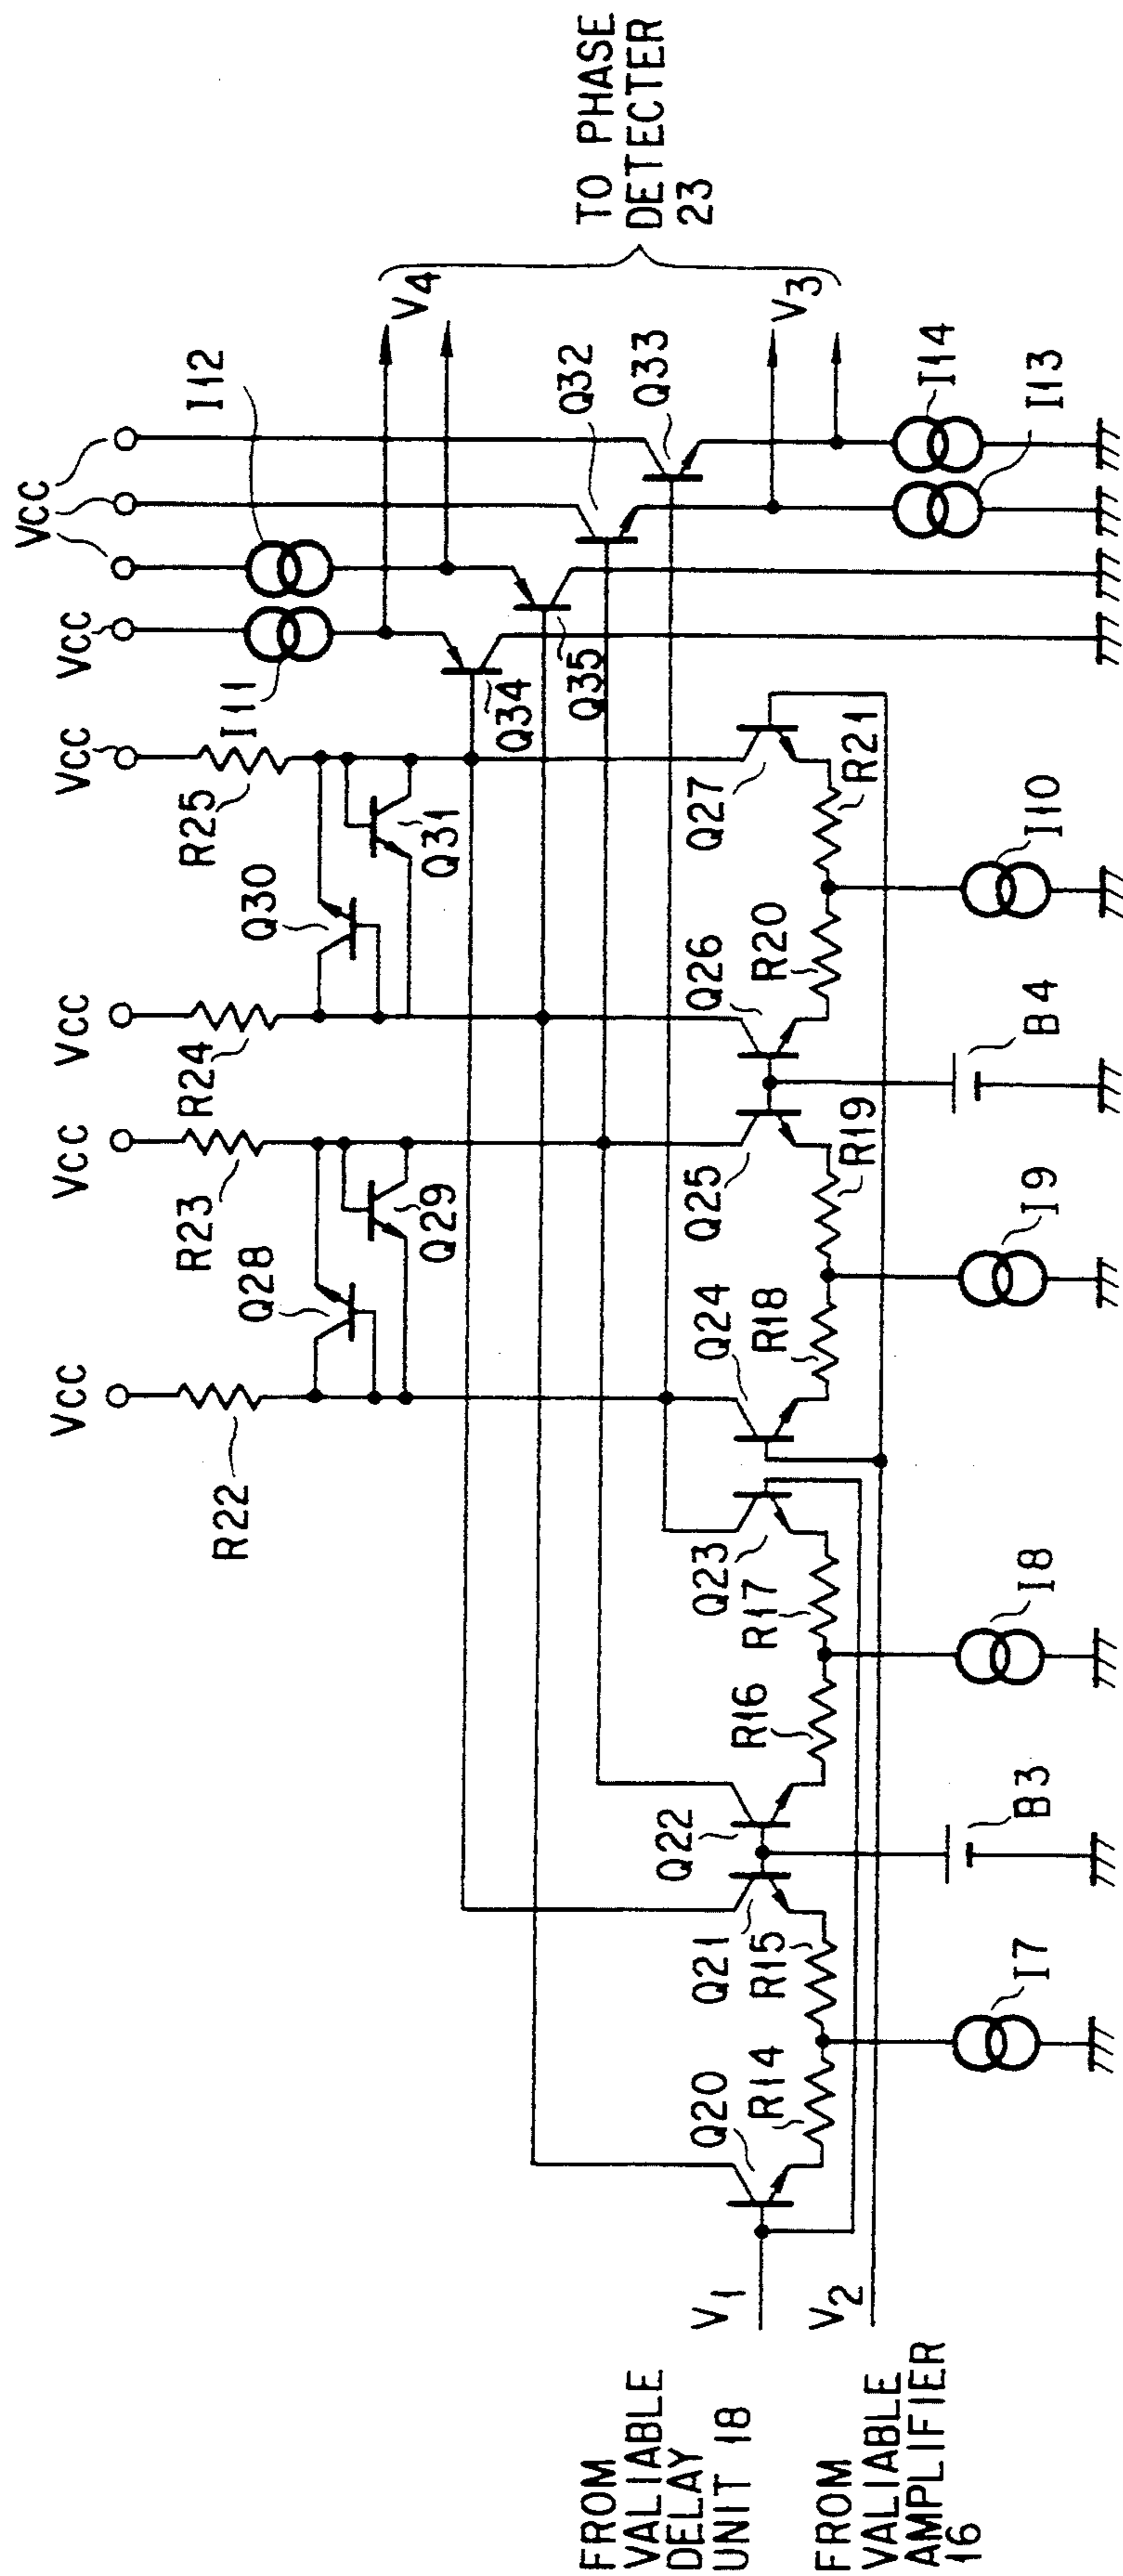 VCC
VCC
VCC
VCC
VCC
VCC
VCC
R22
R23
R24
R25
I11
I12
Q28
Q29
Q30
Q31
Q34
Q35
Q32
Q33
V4
V3
TO PHASE
DETECTER
23
Q20
Q21
Q22
Q23
Q24
Q25
Q26
Q27
R14
R15
R16
R17
R18
R19
R20
R21
I7
B3
I8
I9
B4
I10
I14
I13
V1
V2
FROM
VALIABLE
DELAY
UNIT 18
FROM
VALIABLE
AMPLIFIER
16